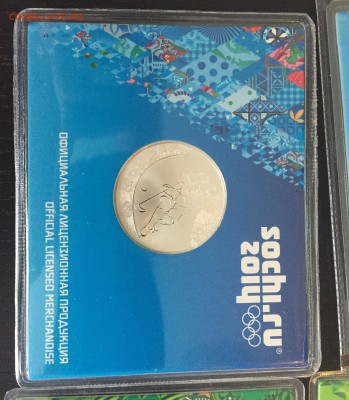 ОФИЦИАЛЬНАЯ ЛИЦЕНЗИОННАЯ ПРОДУКЦИЯ
OFFICIAL LICENSED MERCHANDISE
sochi.ru
2014
®